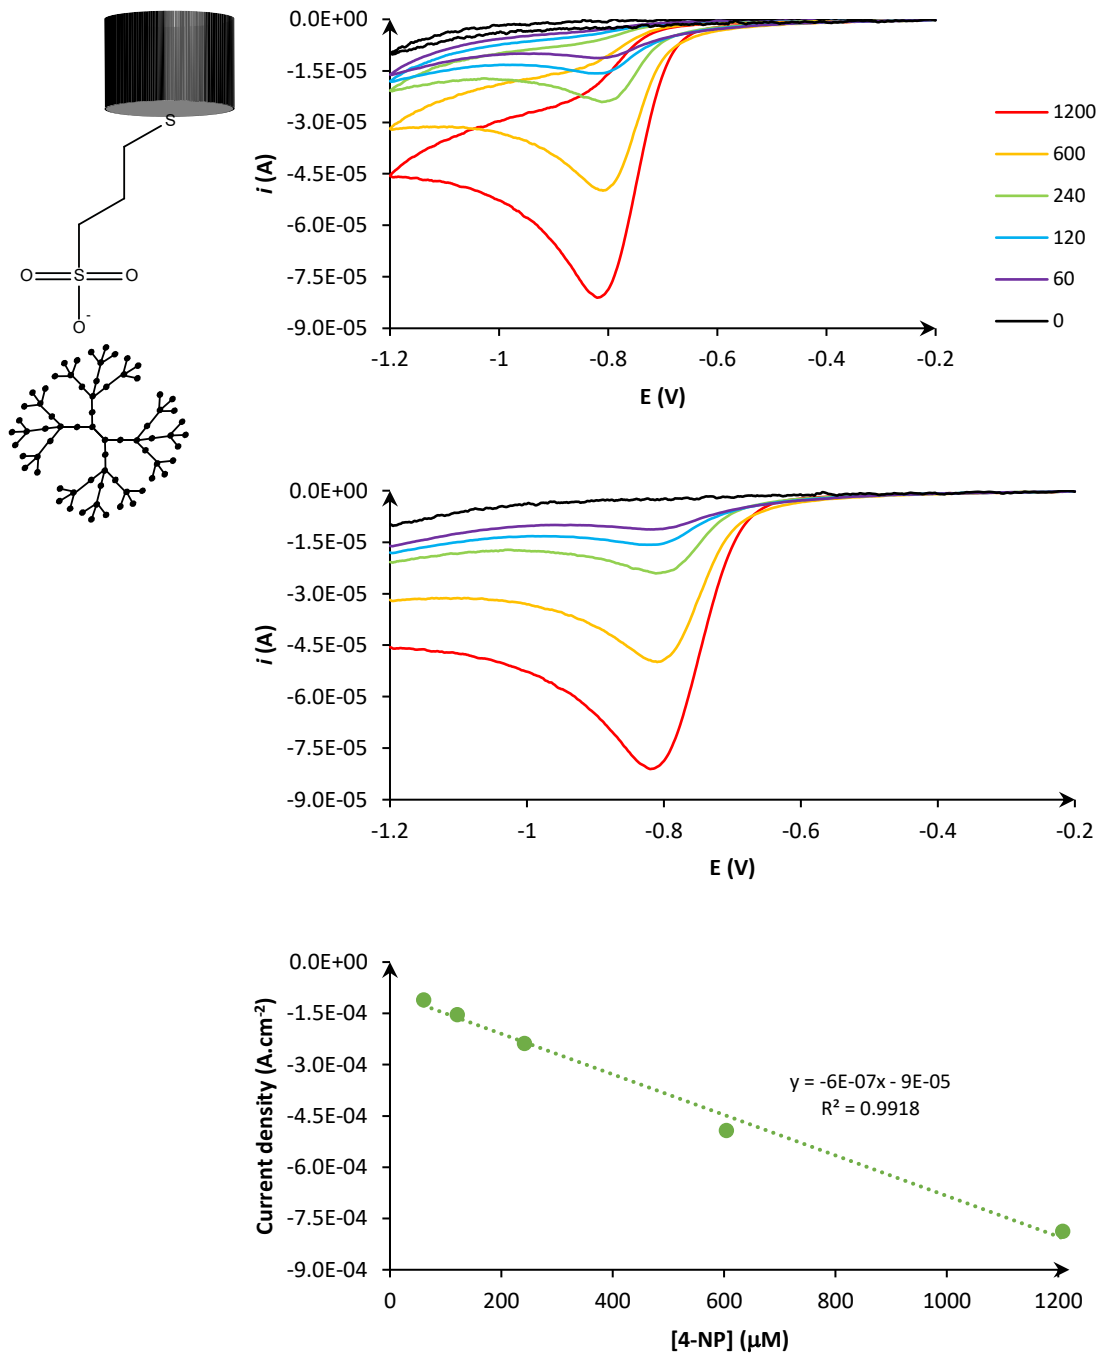 S
O
S
O
O-
0.0E+00
-1.5E-05
-3.0E-05
-4.5E-05
-6.0E-05
-7.5E-05
-9.0E-05
i (A)
-1.2 -1 -0.8 -0.6 -0.4 -0.2
E (V)
1200
600
240
120
60
0
0.0E+00
-1.5E-05
-3.0E-05
-4.5E-05
-6.0E-05
-7.5E-05
-9.0E-05
i (A)
-1.2 -1 -0.8 -0.6 -0.4 -0.2
E (V)
0.0E+00
-1.5E-04
-3.0E-04
-4.5E-04
-6.0E-04
-7.5E-04
-9.0E-04
Current density (A.cm-2)
y = -6E-07x - 9E-05
R² = 0.9918
0 200 400 600 800 1000 1200
[4-NP] (µM)